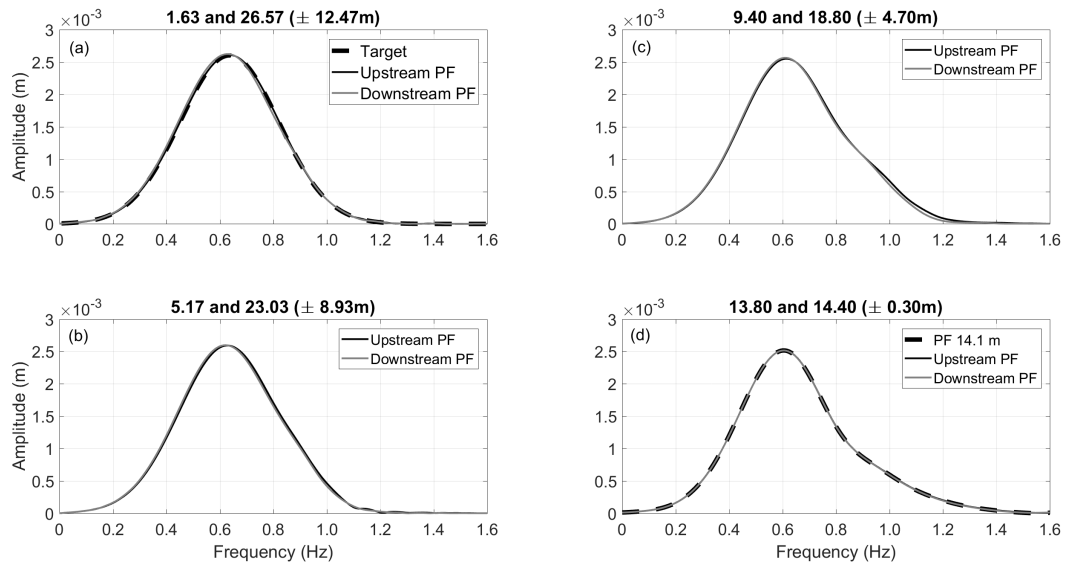 1.63 and 26.57 (± 12.47m)
×10⁻³
(a)
Target
Upstream PF
Downstream PF
Amplitude (m)
3
2.5
2
1.5
1
0.5
0
0 0.2 0.4 0.6 0.8 1.0 1.2 1.4 1.6
9.40 and 18.80 (± 4.70m)
×10⁻³
(c)
Upstream PF
Downstream PF
3
2.5
2
1.5
1
0.5
0
0 0.2 0.4 0.6 0.8 1.0 1.2 1.4 1.6
5.17 and 23.03 (± 8.93m)
×10⁻³
(b)
Upstream PF
Downstream PF
Amplitude (m)
3
2.5
2
1.5
1
0.5
0
0 0.2 0.4 0.6 0.8 1.0 1.2 1.4 1.6
Frequency (Hz)
13.80 and 14.40 (± 0.30m)
×10⁻³
(d)
PF 14.1 m
Upstream PF
Downstream PF
3
2.5
2
1.5
1
0.5
0
0 0.2 0.4 0.6 0.8 1.0 1.2 1.4 1.6
Frequency (Hz)